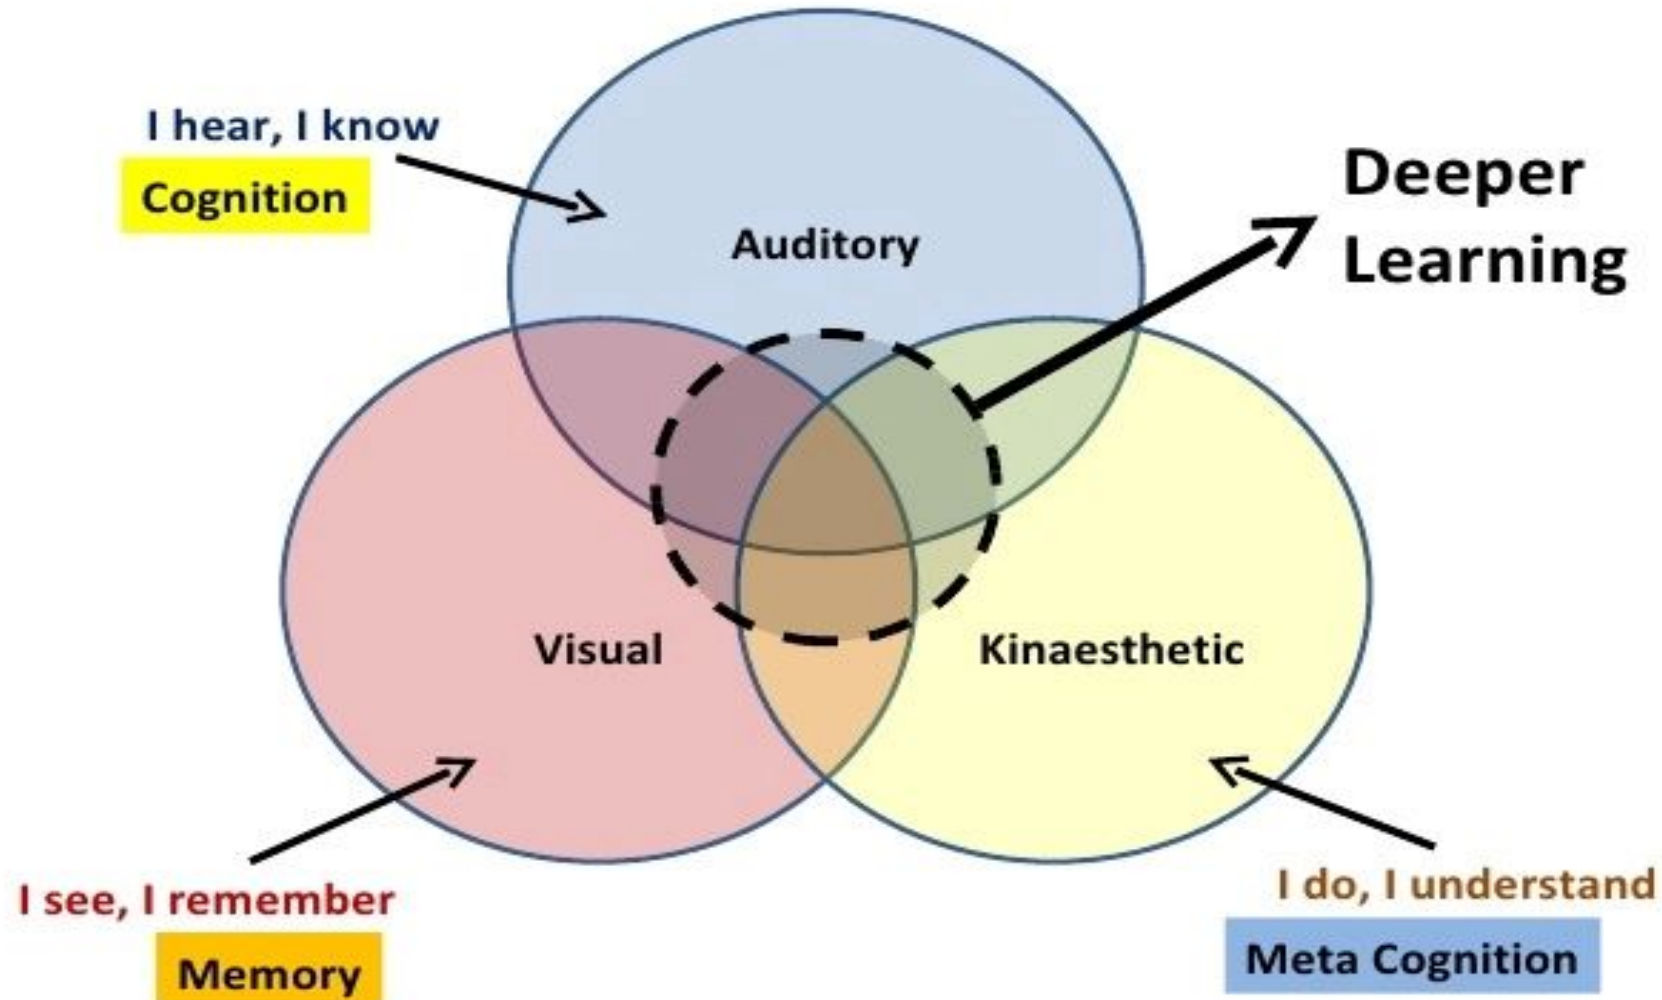 I hear, I know
Cognition
Auditory
Deeper
Learning
Visual
Kinaesthetic
I see, I remember
Memory
I do, I understand
Meta Cognition